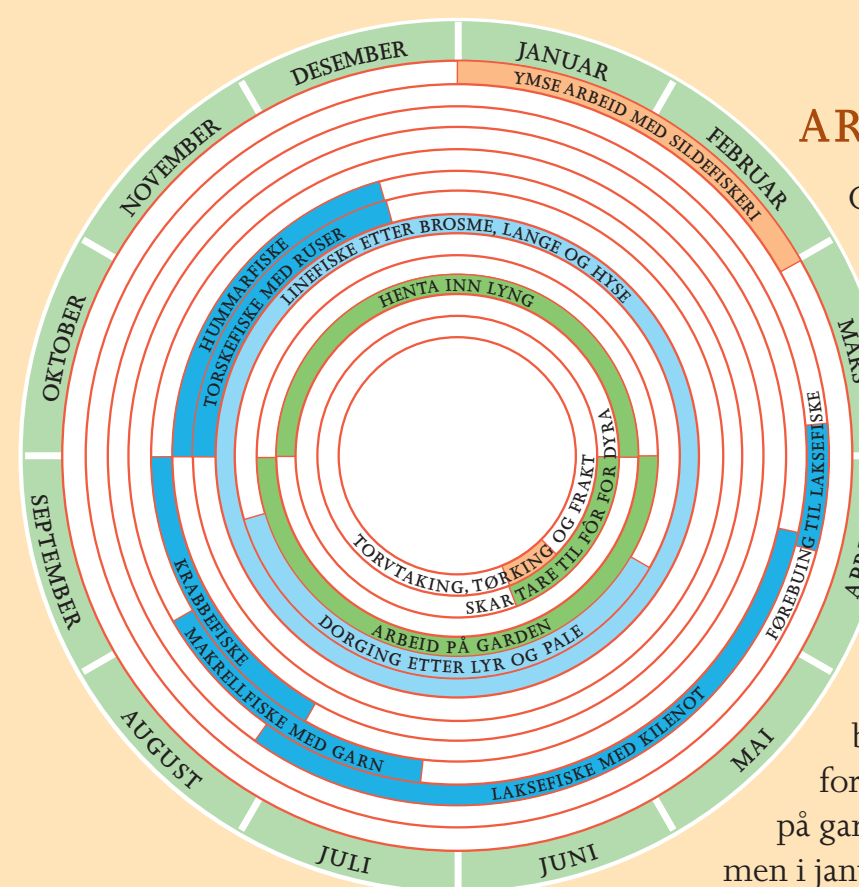 JANUAR
FEBRUAR
MARS
MAI
JUNI
JULI
AUGUST
SEPTEMBER
OKTOBER
NOVEMBER
DESEMBER
YMSE ARBEID MED SILDEFISKERI
HUMMARFISKE
TORSKEFISKE MED RUSER
LINEFISKE ETTER BROSME, LANGE OG HYSE
HENTA INN LYNG
FØREBUING TIL LAKSEFISKE
LAKSEFISKE MED KILENOT
MAKRELLFISKE MED GARN
KRABBEFISKE
DORGING ETTER LYR OG PALE
ARBEID PÅ GARDEN
SKAR TARE TIL FÔR FOR DYRA
TORVTAKING, TØRKING OG FRAKT
AR
for
på gar
men i jan